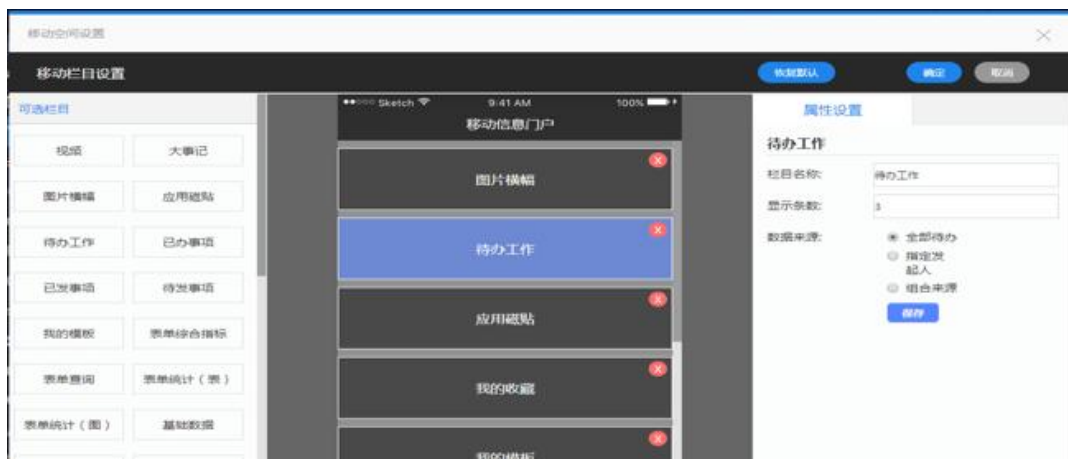 移动空间设置
移动栏目设置
恢复默认
确定
取消
可选栏目
视频
大事记
图片横幅
应用磁贴
待办工作
已办事项
已发事项
待发事项
我的模板
表单综合指标
表单查询
表单统计（表）
表单统计（图）
基础数据
Sketch
9:41 AM
100%
移动信息门户
图片横幅
待办工作
应用磁贴
我的收藏
我的模板
属性设置
待办工作
栏目名称:
待办工作
显示条数:
3
数据来源:
全部待办
指定发
起人
组合来源
保存